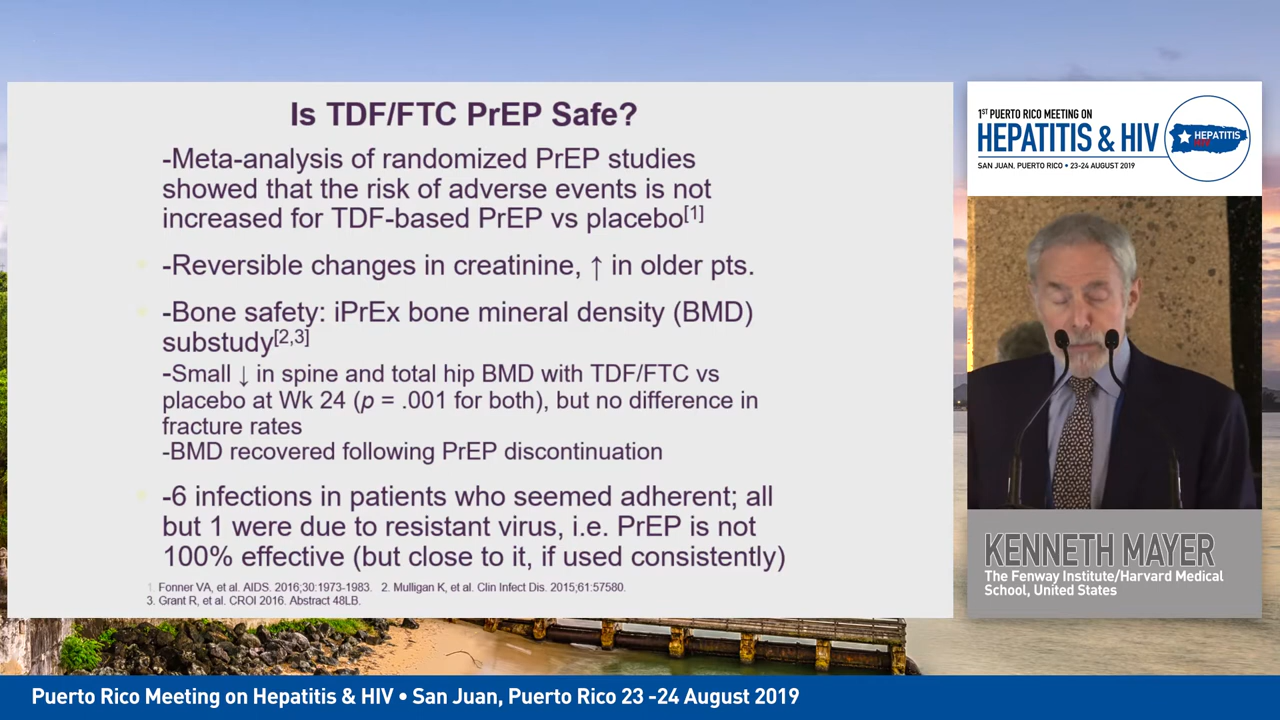 Is TDF/FTC PrEP Safe?
-Meta-analysis of randomized PrEP studies
showed that the risk of adverse events is not
increased for TDF-based PrEP vs placebo[1]
-Reversible changes in creatinine, ↑ in older pts.
-Bone safety: iPrEx bone mineral density (BMD)
substudy[2,3]
-Small ↓ in spine and total hip BMD with TDF/FTC vs
placebo at Wk 24 (p = .001 for both), but no difference in
fracture rates
-BMD recovered following PrEP discontinuation
-6 infections in patients who seemed adherent; all
but 1 were due to resistant virus, i.e. PrEP is not
100% effective (but close to it, if used consistently)
1 Fonner VA, et al. AIDS. 2016;30:1973-1983. 2. Mulligan K, et al. Clin Infect Dis. 2015;61:57580.
3. Grant R, et al. CROI 2016. Abstract 48LB.
1ST PUERTO RICO MEETING ON
HEPATITIS & HIV
SAN JUAN, PUERTO RICO • 23-24 AUGUST 2019
HEPATITIS
KENNETH MAYER
The Fenway Institute/Harvard Medical
School, United States
Puerto Rico Meeting on Hepatitis & HIV • San Juan, Puerto Rico 23 -24 August 2019